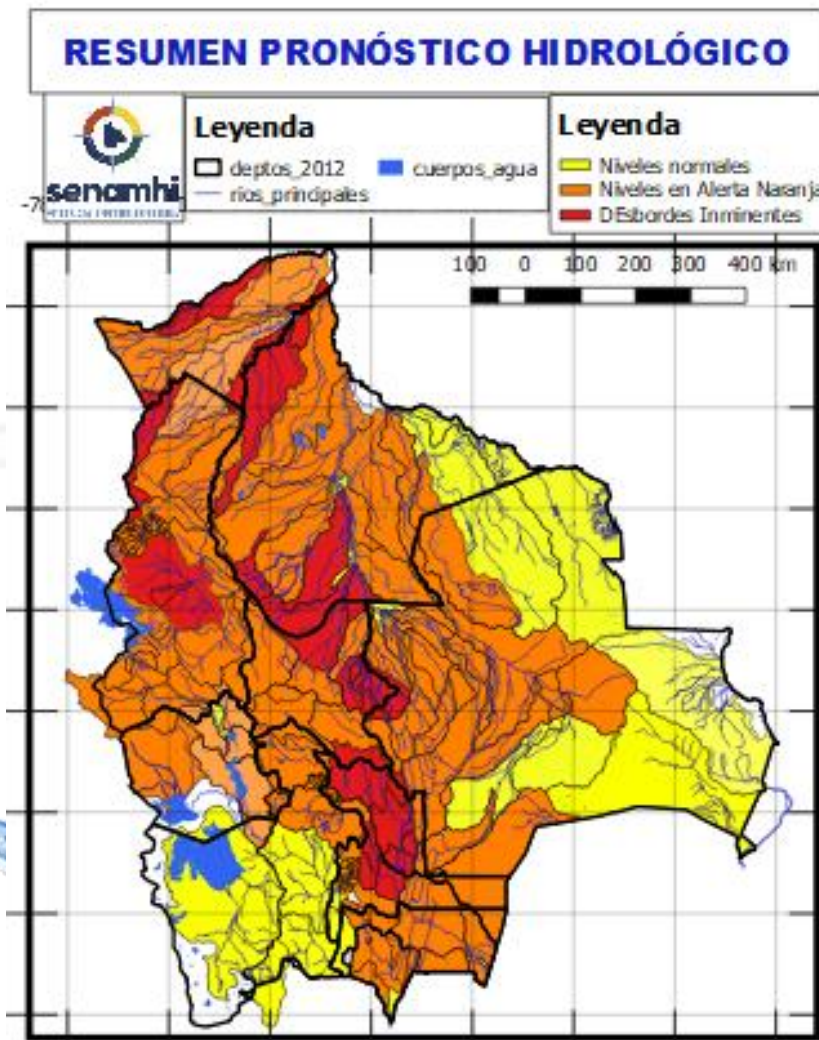 RESUMEN PRONÓSTICO HIDROLÓGICO
Leyenda
deptos_2012
cuerpos_agua
rios_principales
senamhi
Leyenda
Niveles normales
Niveles en Alerta Naranja
DEsbordes Inminentes
100 0 100 200 300 400 km